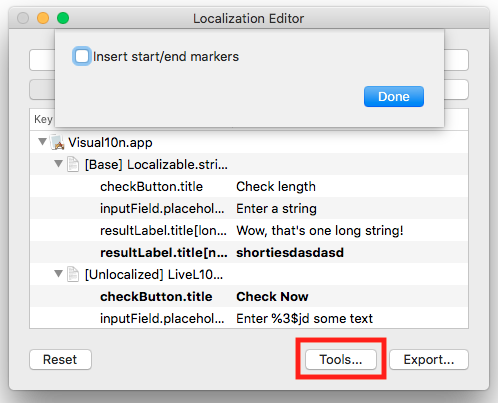 Localization Editor
Insert start/end markers
Done
Key
Visual10n.app
[Base] Localizable.stri...
checkButton.title Check length
inputField.placehol... Enter a string
resultLabel.title[lon... Wow, that's one long string!
resultLabel.title[n... shortiesdasdasd
[Unlocalized] LiveL10...
checkButton.title Check Now
inputField.placehol... Enter %3$jd some text
Reset Tools... Export...